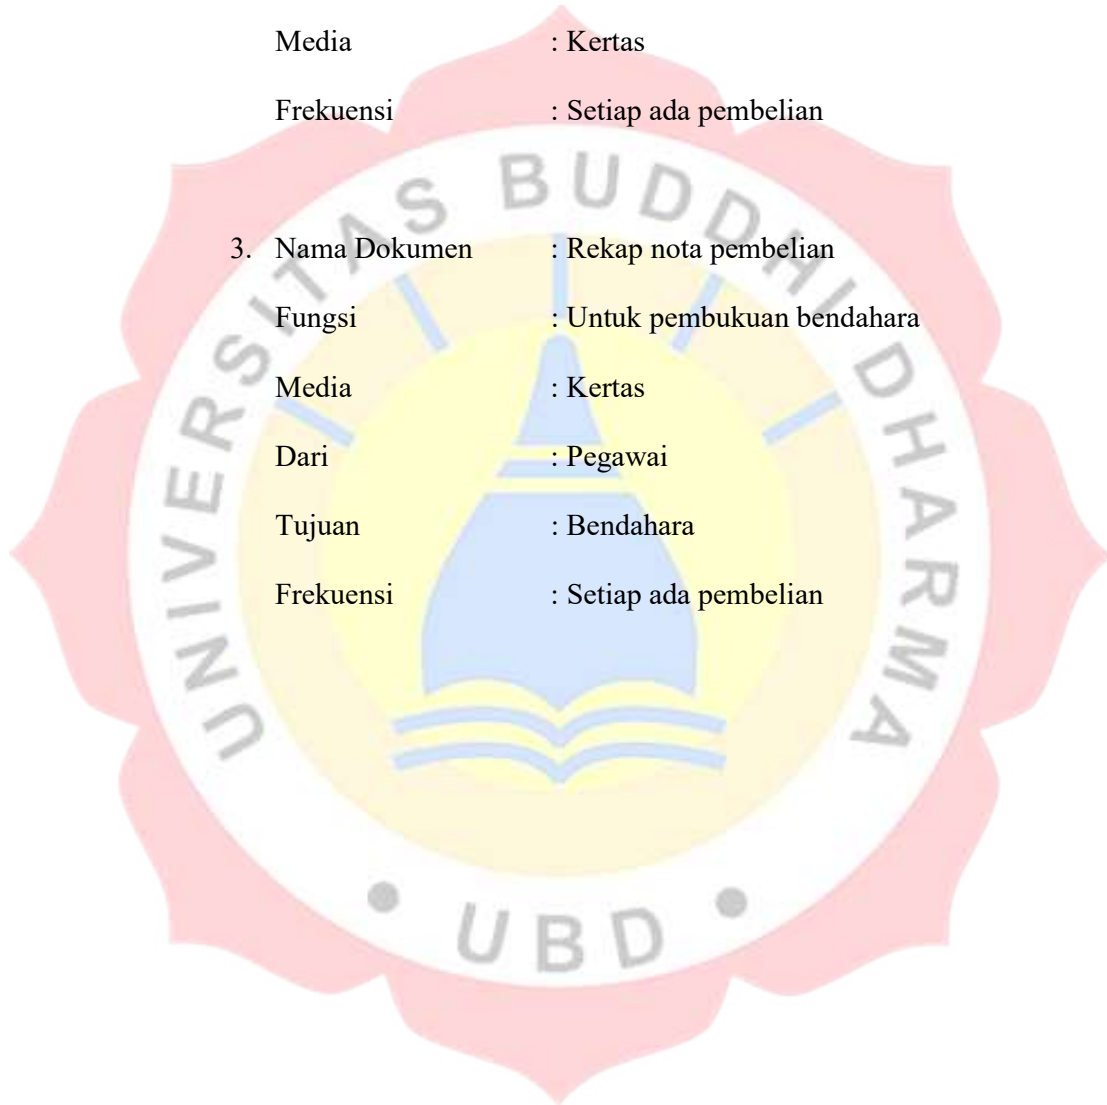 Media : Kertas
Frekuensi : Setiap ada pembelian
3. Nama Dokumen : Rekap nota pembelian
Fungsi : Untuk pembukuan bendahara
Media : Kertas
Dari : Pegawai
Tujuan : Bendahara
Frekuensi : Setiap ada pembelian
UNIVERSITAS BUDDHI DHARMA
• UBD •